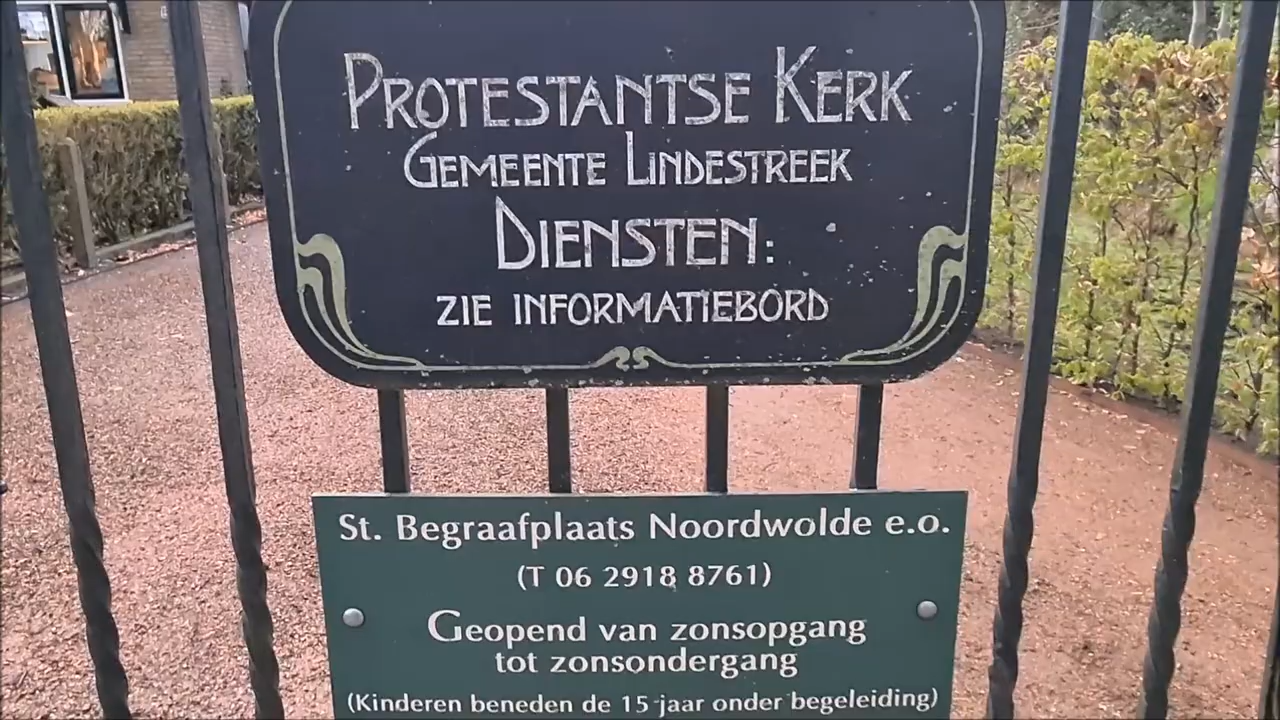 PROTESTANTSE KERK
GEMEENTE LINDESTREEK
DIENSTEN:
ZIE INFORMATIEBORD
St. Begraafplaats Noordwolde e.o.
(T 06 2918 8761)
Geopend van zonsopgang
tot zonsondergang
(Kinderen beneden de 15 jaar onder begeleiding)